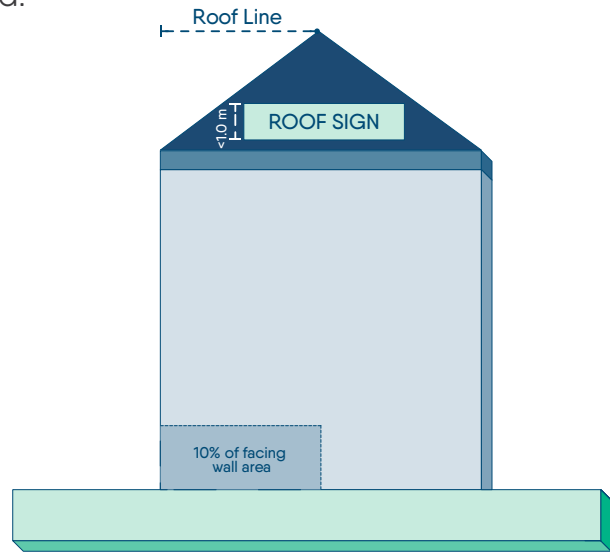 d.
Roof Line
<1.0 m
ROOF SIGN
10% of facing
wall area